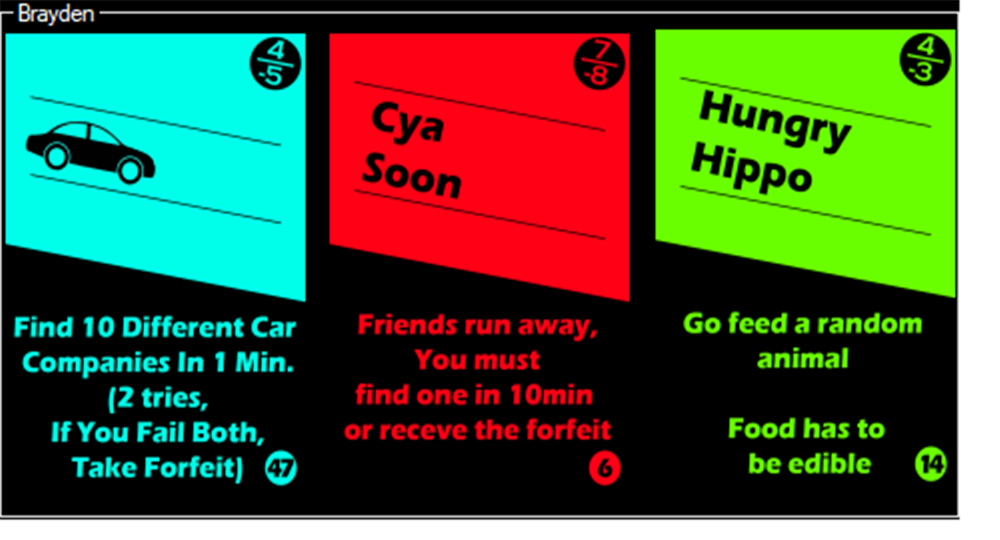 Brayden
4
-5
Find 10 Different Car
Companies In 1 Min.
(2 tries,
If You Fail Both,
Take Forfeit)
47
7
-8
Cya
Soon
Friends run away,
You must
find one in 10min
or receve the forfeit
6
4
-3
Hungry
Hippo
Go feed a random
animal
Food has to
be edible
14